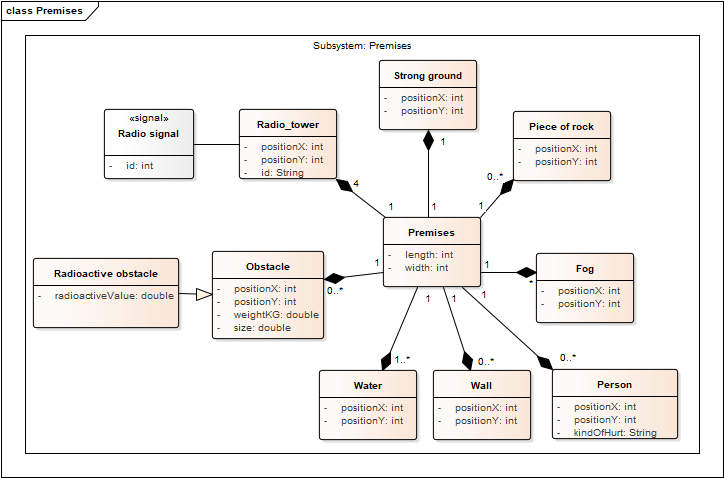 class Premises
Subsystem: Premises
Strong ground
- positionX: int
- positionY: int
1
«signal»
Radio signal
- id: int
Radio_tower
- positionX: int
- positionY: int
- id: String
4
1
1
Piece of rock
- positionX: int
- positionY: int
0..*
1
Premises
- length: int
- width: int
Radioactive obstacle
- radioactiveValue: double
Obstacle
- positionX: int
- positionY: int
- weightKG: double
- size: double
0..*
1
1
*
Fog
- positionX: int
- positionY: int
1
1
1
1..*
0..*
0..*
Water
- positionX: int
- positionY: int
Wall
- positionX: int
- positionY: int
Person
- positionX: int
- positionY: int
- kindOfHurt: String